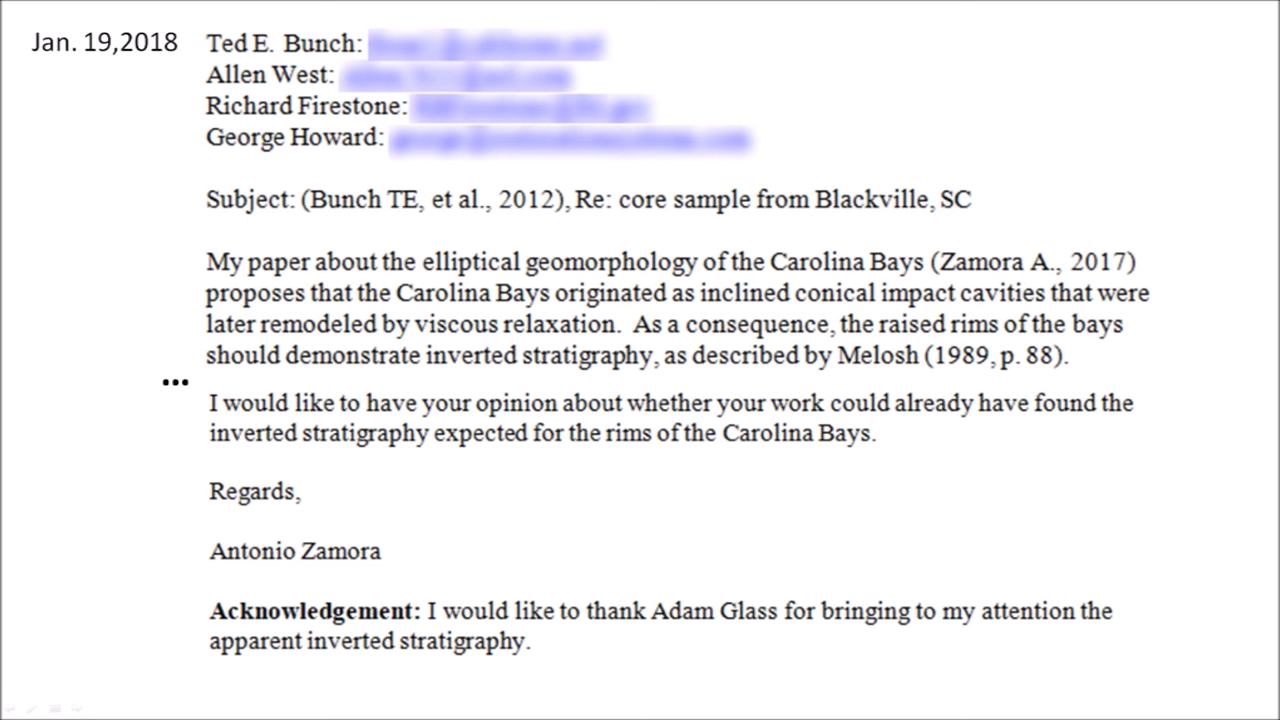 Jan. 19,2018
Ted E. Bunch:
Allen West:
Richard Firestone:
George Howard:
Subject: (Bunch TE, et al., 2012), Re: core sample from Blackville, SC
My paper about the elliptical geomorphology of the Carolina Bays (Zamora A., 2017)
proposes that the Carolina Bays originated as inclined conical impact cavities that were
later remodeled by viscous relaxation. As a consequence, the raised rims of the bays
should demonstrate inverted stratigraphy, as described by Melosh (1989, p. 88).
...
I would like to have your opinion about whether your work could already have found the
inverted stratigraphy expected for the rims of the Carolina Bays.
Regards,
Antonio Zamora
Acknowledgement: I would like to thank Adam Glass for bringing to my attention the
apparent inverted stratigraphy.